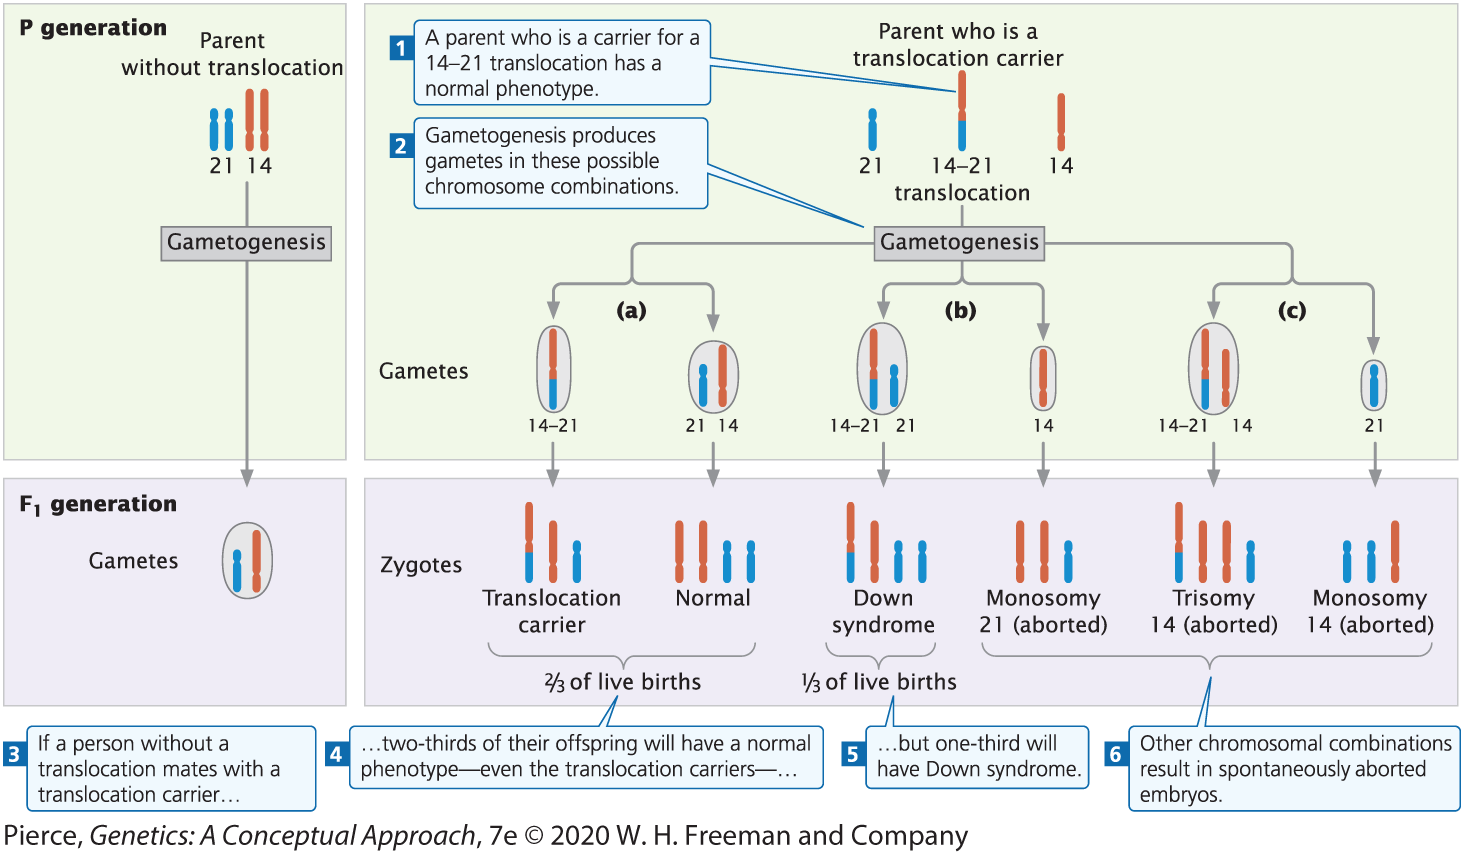 P generation
Parent
without translocation
21 14
Gametogenesis
1
A parent who is a carrier for a
14–21 translocation has a
normal phenotype.
2
Gametogenesis produces
gametes in these possible
chromosome combinations.
Parent who is a
translocation carrier
21 14–21 14
translocation
Gametogenesis
(a) (b) (c)
Gametes
14–21 21 14 14–21 21 14 14–21 14 21
F1 generation
Gametes
Zygotes
Translocation
carrier
Normal
Down
syndrome
Monosomy
21 (aborted)
Trisomy
14 (aborted)
Monosomy
14 (aborted)
⅔ of live births
⅓ of live births
3
If a person without a
translocation mates with a
translocation carrier…
4
…two-thirds of their offspring will have a normal
phenotype—even the translocation carriers—…
5
…but one-third will
have Down syndrome.
6
Other chromosomal combinations
result in spontaneously aborted
embryos.
Pierce, Genetics: A Conceptual Approach, 7e © 2020 W. H. Freeman and Company